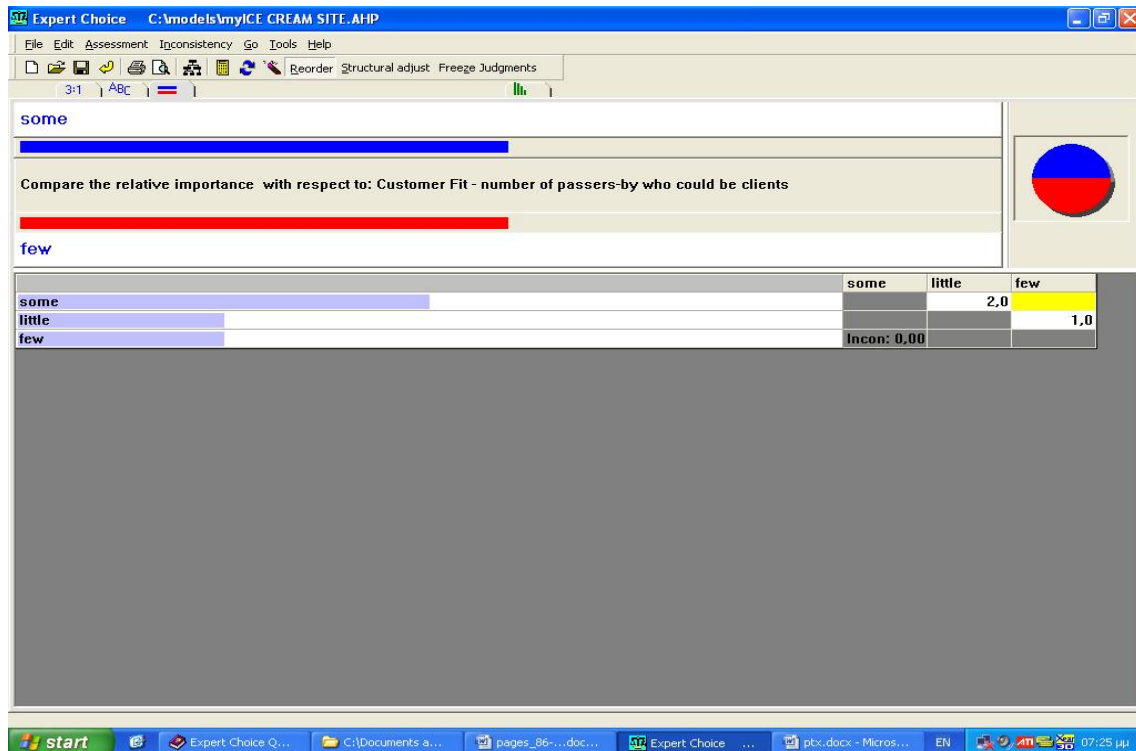 Expert Choice C:\models\myICE CREAM SITE.AHP
File Edit Assessment Inconsistency Go Tools Help
Reorder Structural adjust Freeze Judgments
3:1 ABC
some
Compare the relative importance with respect to: Customer Fit - number of passers-by who could be clients
few
some little few
some 2,0
little 1,0
few Incon: 0,00
start Expert Choice Q... C:\Documents a... pages_86-...doc... Expert Choice ... ptx.docx - Micros... EN ATI 07:25 μμ